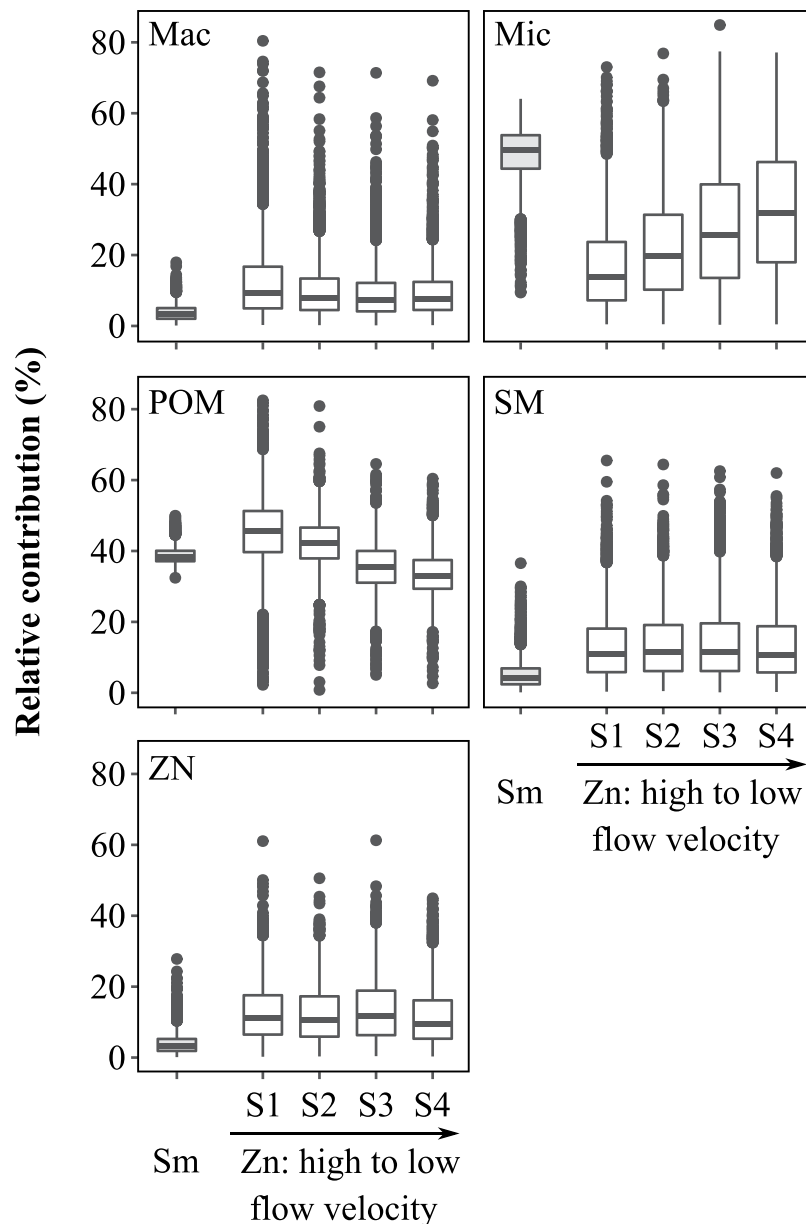 Relative contribution (%)
Mac
80
60
40
20
0
Mic
POM
80
60
40
20
0
SM
S1 S2 S3 S4
Sm
Zn: high to low
flow velocity
ZN
80
60
40
20
0
S1 S2 S3 S4
Sm
Zn: high to low
flow velocity